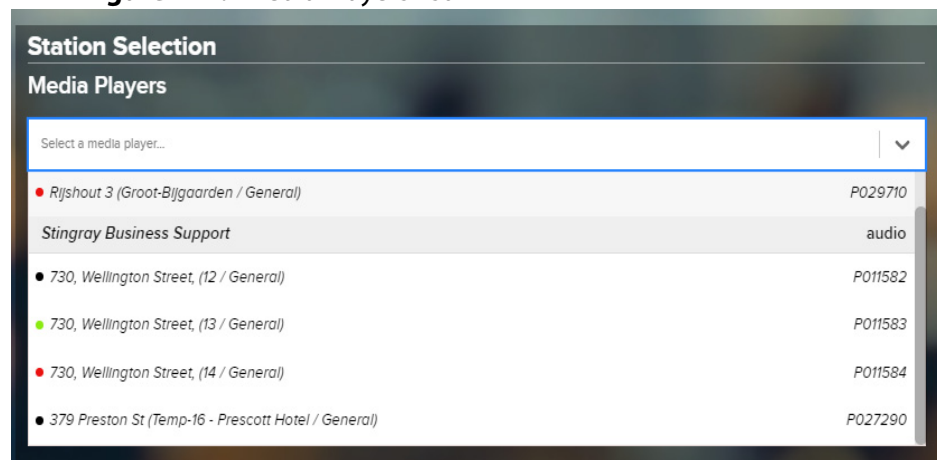 Station Selection
Media Players
Select a media player...
Rijshout 3 (Groot-Bijgaarden / General) P029710
Stingray Business Support audio
730, Wellington Street, (12 / General) P011582
730, Wellington Street, (13 / General) P011583
730, Wellington Street, (14 / General) P011584
379 Preston St (Temp-16 - Prescott Hotel / General) P027290